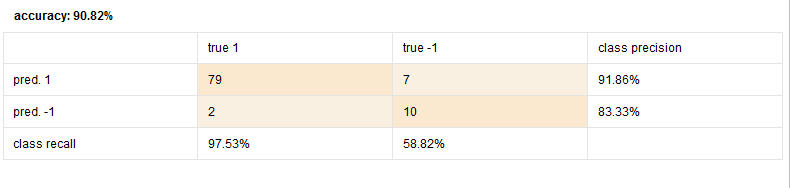 accuracy: 90.82%
true 1 true -1 class precision
pred. 1 79 7 91.86%
pred. -1 2 10 83.33%
class recall 97.53% 58.82%